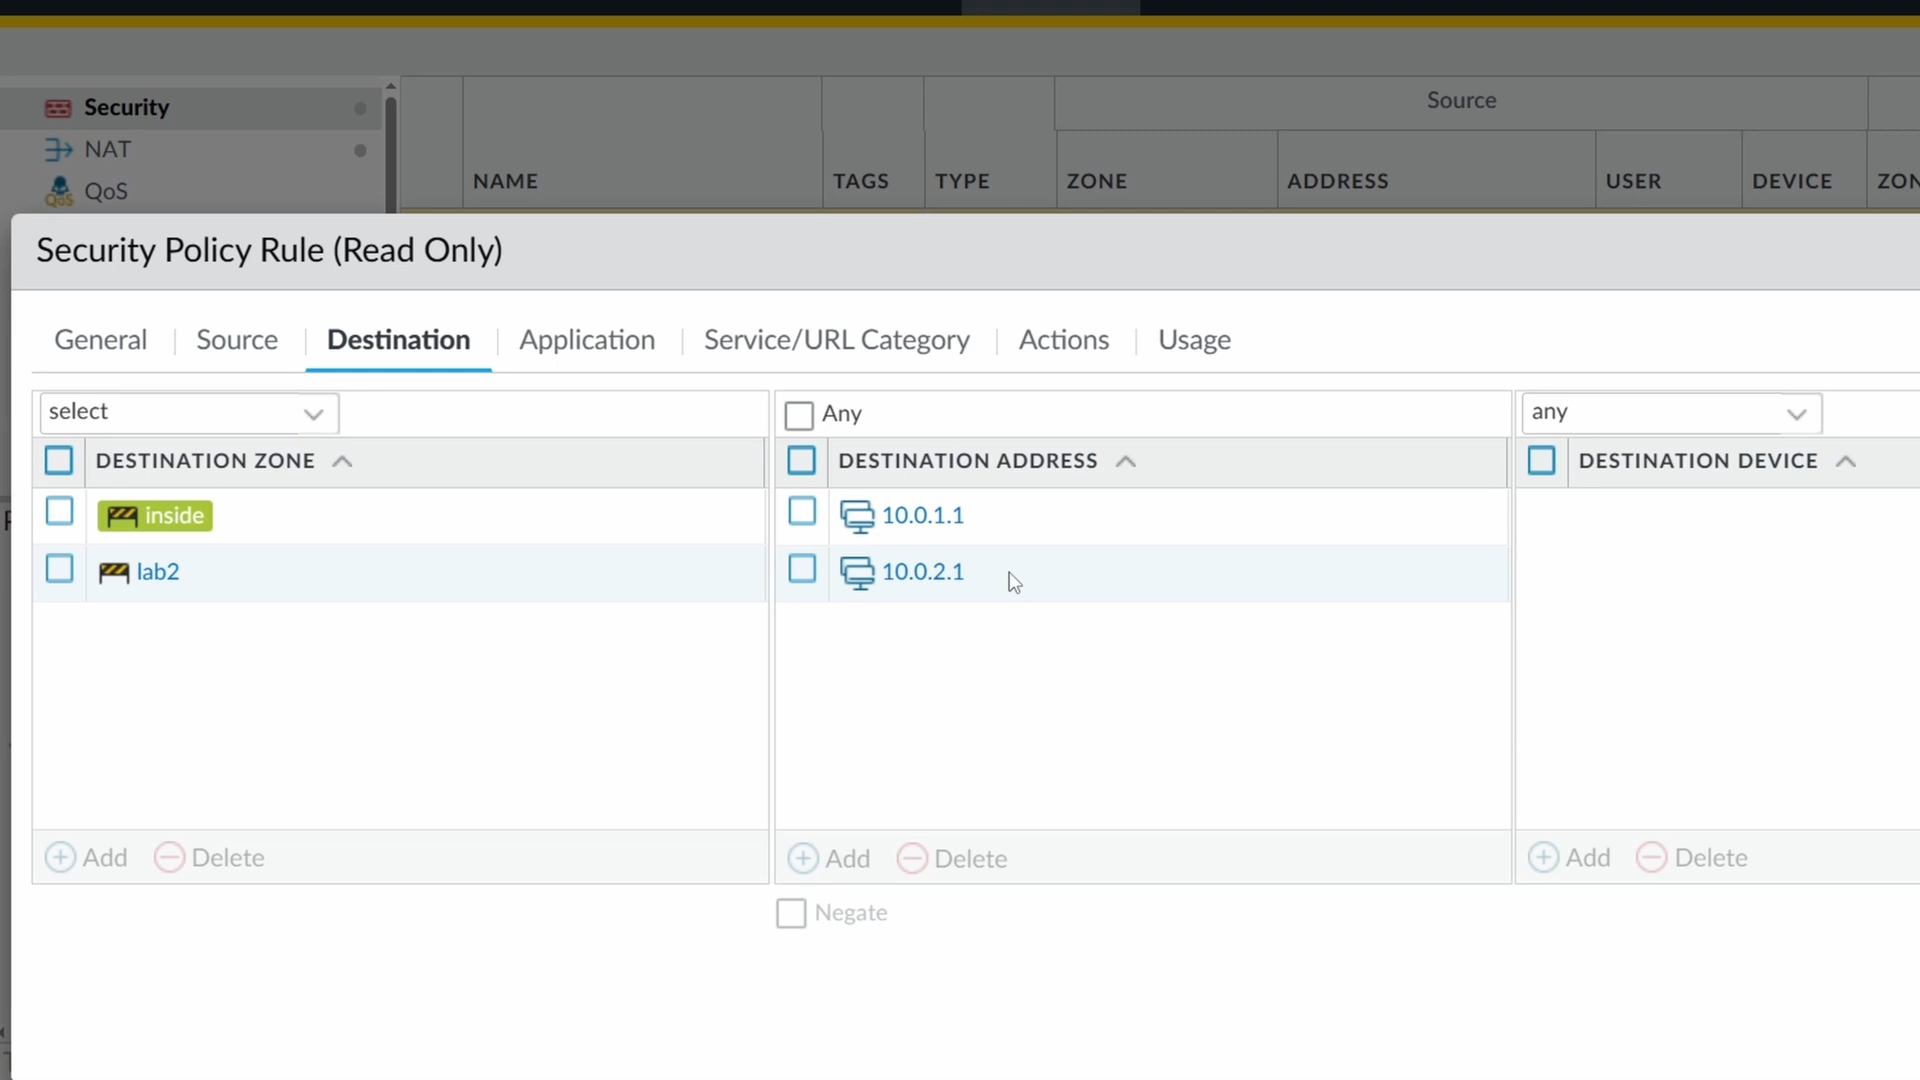 Security
NAT
QoS
Source
NAME TAGS TYPE ZONE ADDRESS USER DEVICE
Security Policy Rule (Read Only)
General Source Destination Application Service/URL Category Actions Usage
select Any any
DESTINATION ZONE DESTINATION ADDRESS DESTINATION DEVICE
inside 10.0.1.1
lab2 10.0.2.1
Add Delete Add Delete Add Delete
Negate